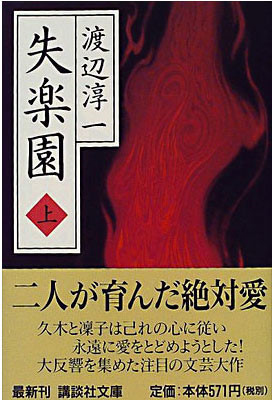 渡辺淳一
失楽園
上
二人が育んだ絶対愛
久木と凜子は己れの心に従い
永遠に愛をとどめようとした!
大反響を集めた注目の文芸大作
最新刊 講談社文庫 定価:本体571円(税別)